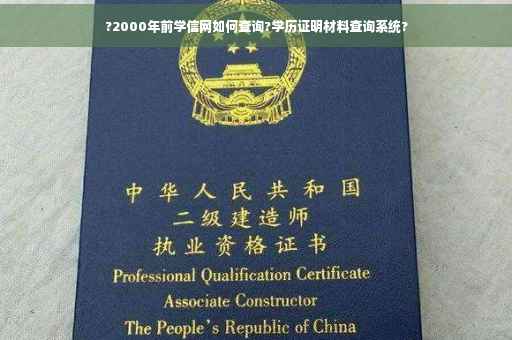 ?2000年前学信网如何查询?学历证明材料查询系统?
中华人民共和国
二级建造师
执业资格证书
Professional Qualification Certificate
Associate Constructor
The People's Republic of China